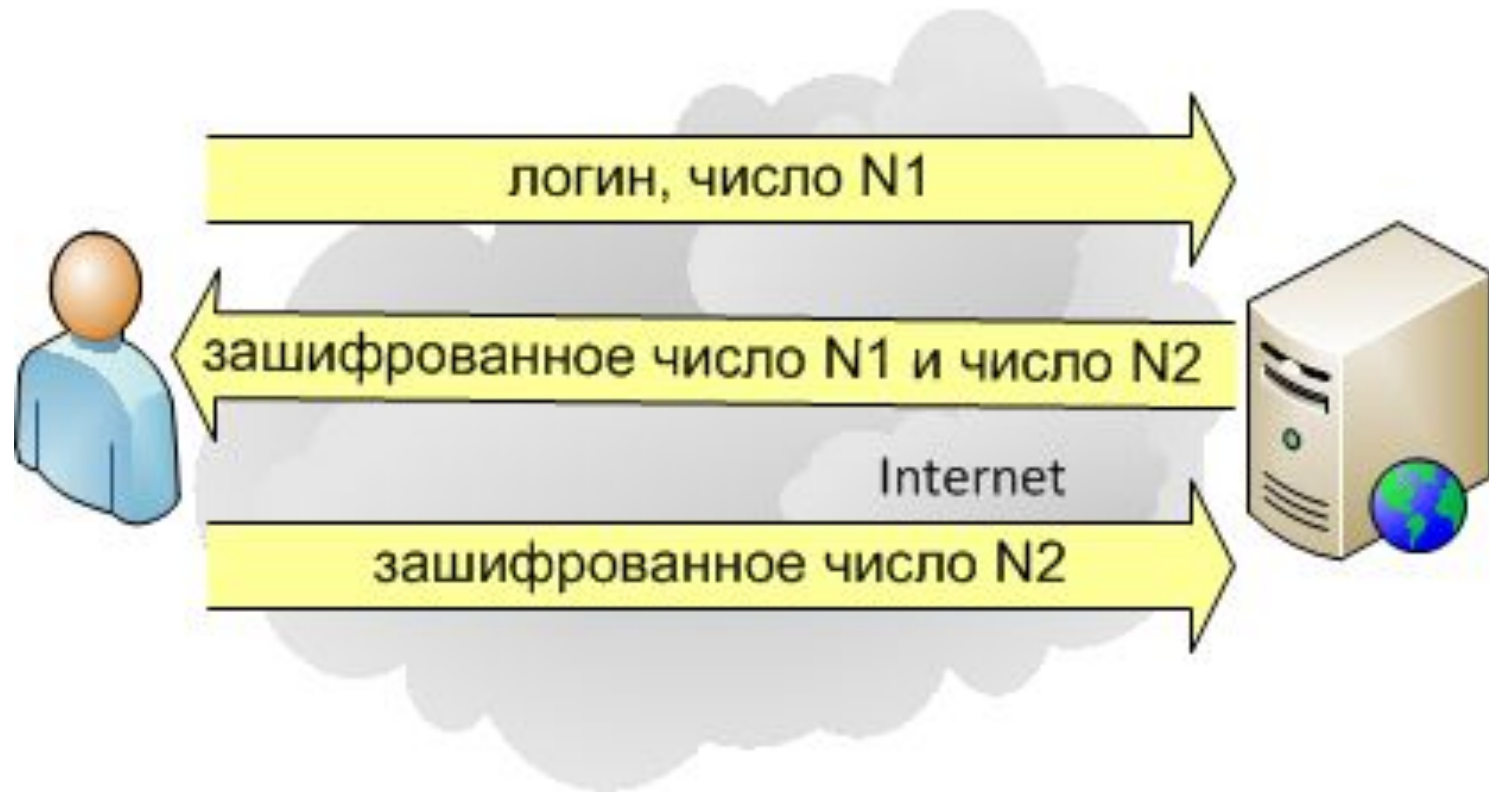 логин, число N1
зашифрованное число N1 и число N2
Internet
зашифрованное число N2